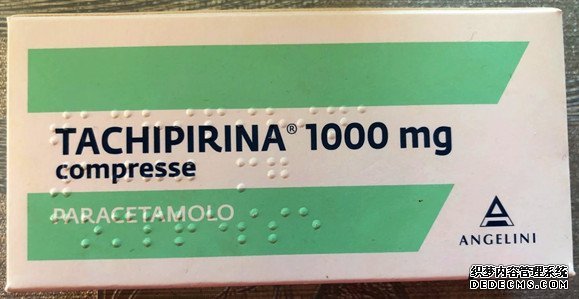 TACHIPIRINA® 1000 mg
compresse
PARACETAMOLO
ANGELINI
织梦内容管理系统
DEDECMS.COM